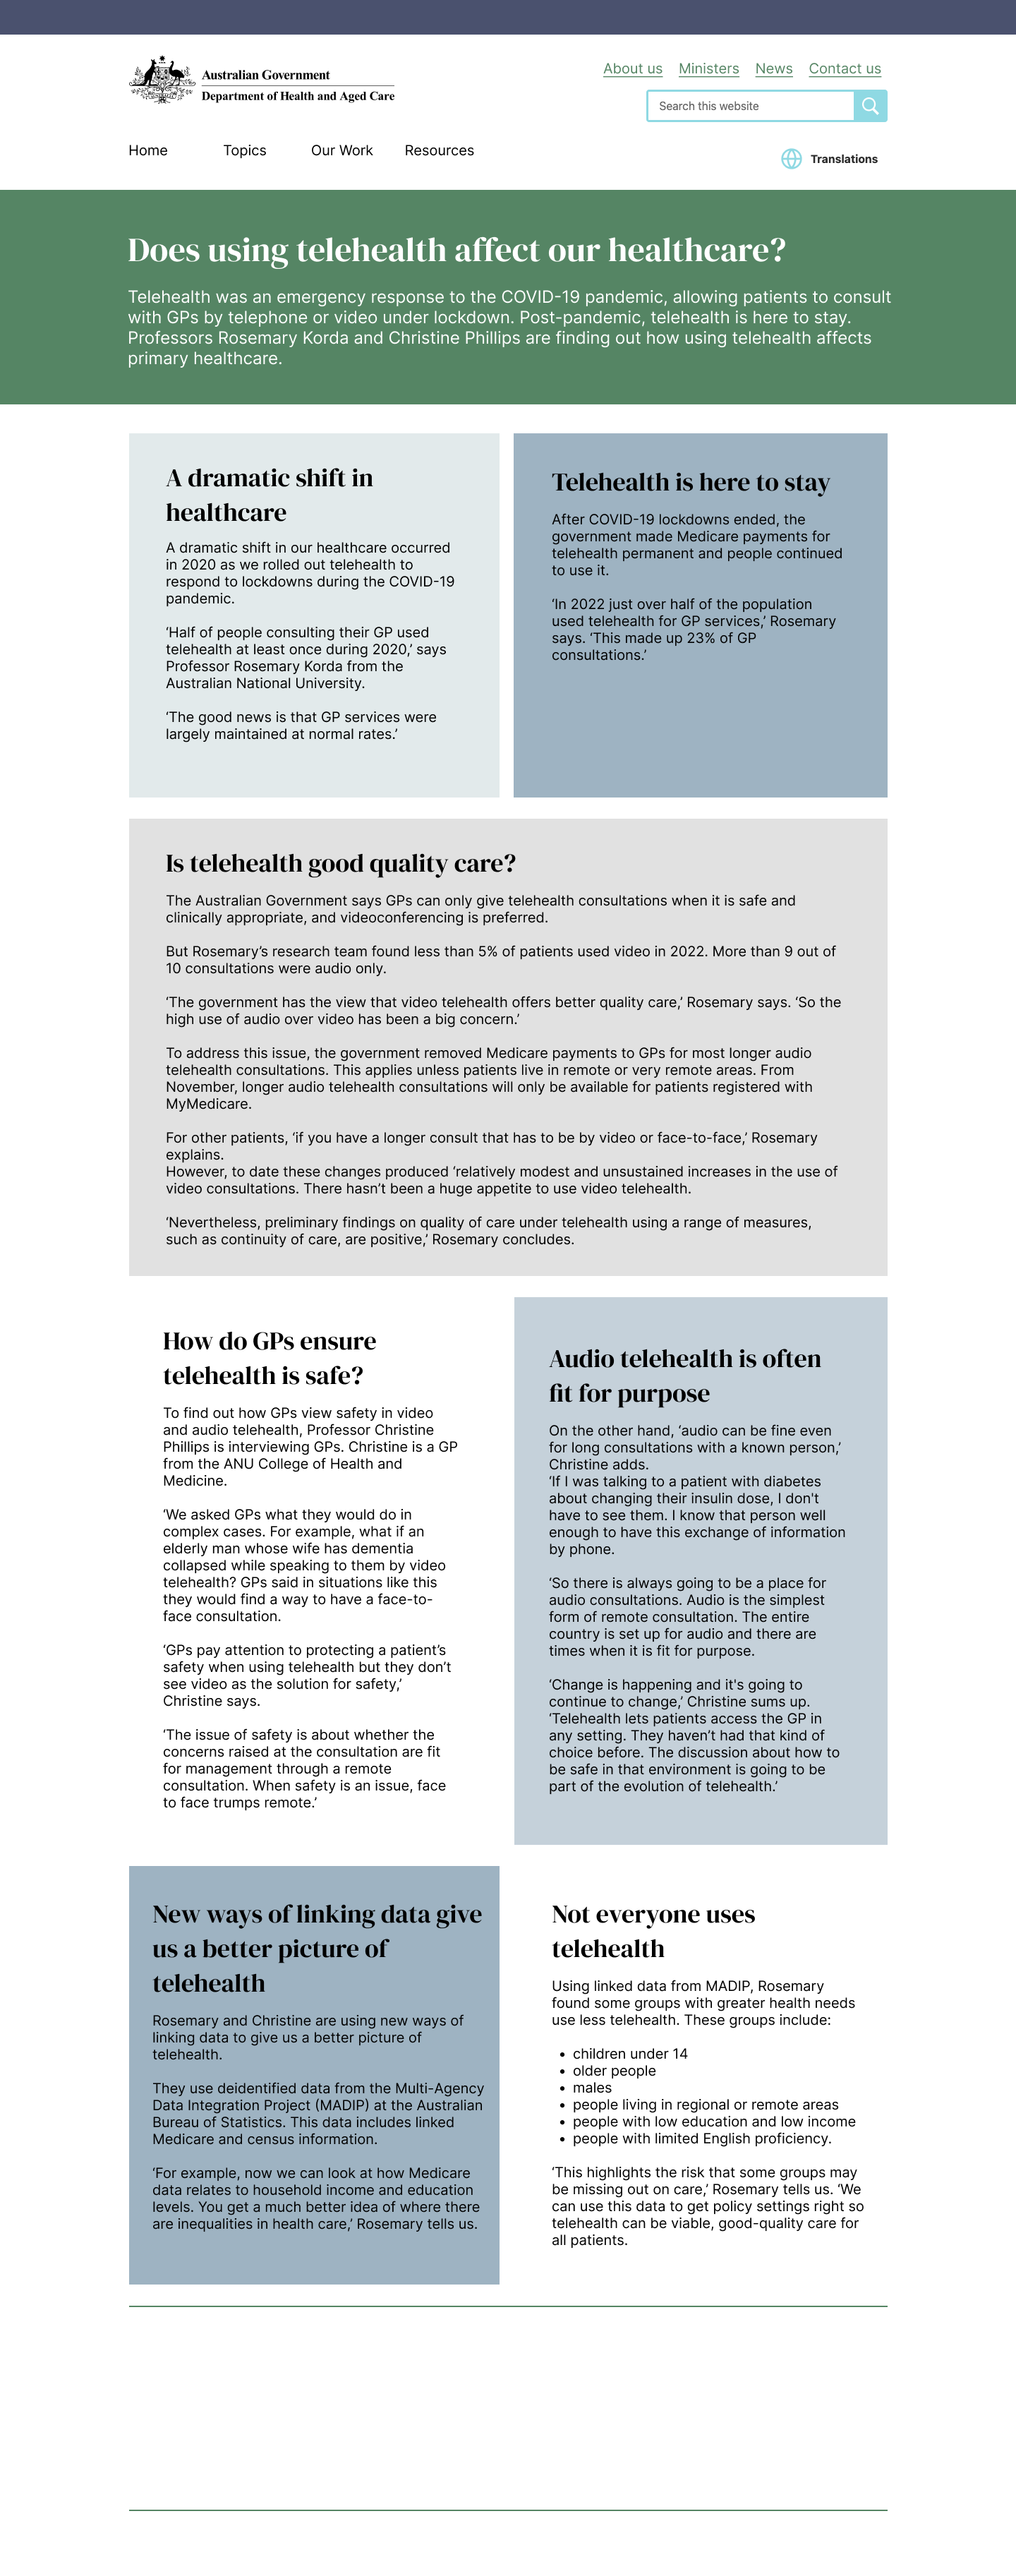 Australian Government
Department of Health and Aged Care
About us
Ministers
News
Contact us
Search this website
Home
Topics
Our Work
Resources
Translations
Does using telehealth affect our healthcare?
Telehealth was an emergency response to the COVID-19 pandemic, allowing patients to consult
with GPs by telephone or video under lockdown. Post-pandemic, telehealth is here to stay.
Professors Rosemary Korda and Christine Phillips are finding out how using telehealth affects
primary healthcare.
A dramatic shift in
healthcare
A dramatic shift in our healthcare occurred
in 2020 as we rolled out telehealth to
respond to lockdowns during the COVID-19
pandemic.
‘Half of people consulting their GP used
telehealth at least once during 2020,’ says
Professor Rosemary Korda from the
Australian National University.
‘The good news is that GP services were
largely maintained at normal rates.’
Telehealth is here to stay
After COVID-19 lockdowns ended, the
government made Medicare payments for
telehealth permanent and people continued
to use it.
‘In 2022 just over half of the population
used telehealth for GP services,’ Rosemary
says. ‘This made up 23% of GP
consultations.’
Is telehealth good quality care?
The Australian Government says GPs can only give telehealth consultations when it is safe and
clinically appropriate, and videoconferencing is preferred.
But Rosemary’s research team found less than 5% of patients used video in 2022. More than 9 out of
10 consultations were audio only.
‘The government has the view that video telehealth offers better quality care,’ Rosemary says. ‘So the
high use of audio over video has been a big concern.’
To address this issue, the government removed Medicare payments to GPs for most longer audio
telehealth consultations. This applies unless patients live in remote or very remote areas. From
November, longer audio telehealth consultations will only be available for patients registered with
MyMedicare.
For other patients, ‘if you have a longer consult that has to be by video or face-to-face,’ Rosemary
explains.
However, to date these changes produced ‘relatively modest and unsustained increases in the use of
video consultations. There hasn’t been a huge appetite to use video telehealth.
‘Nevertheless, preliminary findings on quality of care under telehealth using a range of measures,
such as continuity of care, are positive,’ Rosemary concludes.
How do GPs ensure
telehealth is safe?
To find out how GPs view safety in video
and audio telehealth, Professor Christine
Phillips is interviewing GPs. Christine is a GP
from the ANU College of Health and
Medicine.
‘We asked GPs what they would do in
complex cases. For example, what if an
elderly man whose wife has dementia
collapsed while speaking to them by video
telehealth? GPs said in situations like this
they would find a way to have a face-to-
face consultation.
‘GPs pay attention to protecting a patient’s
safety when using telehealth but they don’t
see video as the solution for safety,’
Christine says.
‘The issue of safety is about whether the
concerns raised at the consultation are fit
for management through a remote
consultation. When safety is an issue, face
to face trumps remote.’
Audio telehealth is often
fit for purpose
On the other hand, ‘audio can be fine even
for long consultations with a known person,’
Christine adds.
‘If I was talking to a patient with diabetes
about changing their insulin dose, I don't
have to see them. I know that person well
enough to have this exchange of information
by phone.
‘So there is always going to be a place for
audio consultations. Audio is the simplest
form of remote consultation. The entire
country is set up for audio and there are
times when it is fit for purpose.
‘Change is happening and it's going to
continue to change,’ Christine sums up.
‘Telehealth lets patients access the GP in
any setting. They haven’t had that kind of
choice before. The discussion about how to
be safe in that environment is going to be
part of the evolution of telehealth.’
New ways of linking data give
us a better picture of
telehealth
Rosemary and Christine are using new ways of
linking data to give us a better picture of
telehealth.
They use deidentified data from the Multi-Agency
Data Integration Project (MADIP) at the Australian
Bureau of Statistics. This data includes linked
Medicare and census information.
‘For example, now we can look at how Medicare
data relates to household income and education
levels. You get a much better idea of where there
are inequalities in health care,’ Rosemary tells us.
Not everyone uses
telehealth
Using linked data from MADIP, Rosemary
found some groups with greater health needs
use less telehealth. These groups include:
• children under 14
• older people
• males
• people living in regional or remote areas
• people with low education and low income
• people with limited English proficiency.
‘This highlights the risk that some groups may
be missing out on care,’ Rosemary tells us. ‘We
can use this data to get policy settings right so
telehealth can be viable, good-quality care for
all patients.